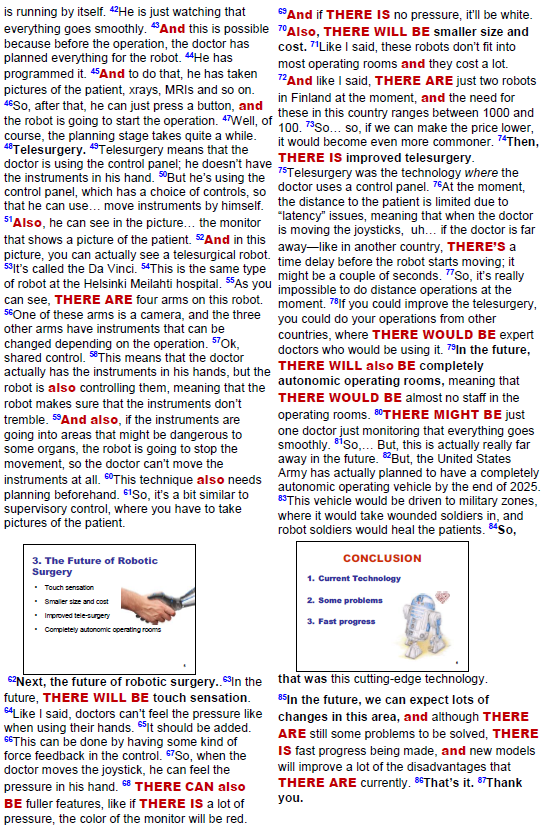 is running by itself. 42He is just watching that
everything goes smoothly. 43And this is possible
because before the operation, the doctor has
planned everything for the robot. 44He has
programmed it. 45And to do that, he has taken
pictures of the patient, xrays, MRIs and so on.
46So, after that, he can just press a button, and
the robot is going to start the operation. 47Well, of
course, the planning stage takes quite a while.
48Telesurgery. 49Telesurgery means that the
doctor is using the control panel; he doesn't have
the instruments in his hand. 50But he's using the
control panel, which has a choice of controls, so
that he can use… move instruments by himself.
51Also, he can see in the picture… the monitor
that shows a picture of the patient. 52And in this
picture, you can actually see a telesurgical robot.
53It's called the Da Vinci. 54This is the same type
of robot at the Helsinki Meilahti hospital. 55As you
can see, THERE ARE four arms on this robot.
56One of these arms is a camera, and the three
other arms have instruments that can be
changed depending on the operation. 57Ok,
shared control. 58This means that the doctor
actually has the instruments in his hands, but the
robot is also controlling them, meaning that the
robot makes sure that the instruments don't
tremble. 59And also, if the instruments are
going into areas that might be dangerous to
some organs, the robot is going to stop the
movement, so the doctor can't move the
instruments at all. 60This technique also needs
planning beforehand. 61So, it's a bit similar to
supervisory control, where you have to take
pictures of the patient.
3. The Future of Robotic
Surgery
• Touch sensation
• Smaller size and cost
• Improved tele-surgery
• Completely autonomic operating rooms
62Next, the future of robotic surgery..63In the
future, THERE WILL BE touch sensation.
64Like I said, doctors can't feel the pressure like
when using their hands. 65It should be added.
66This can be done by having some kind of
force feedback in the control. 67So, when the
doctor moves the joystick, he can feel the
pressure in his hand. 68 THERE CAN also
BE fuller features, like if THERE IS a lot of
pressure, the color of the monitor will be red.
69And if THERE IS no pressure, it'll be white.
70Also, THERE WILL BE smaller size and
cost. 71Like I said, these robots don't fit into
most operating rooms and they cost a lot.
72And like I said, THERE ARE just two robots
in Finland at the moment, and the need for
these in this country ranges between 1000 and
100. 73So… so, if we can make the price lower,
it would become even more commoner. 74Then,
THERE IS improved telesurgery.
75Telesurgery was the technology where the
doctor uses a control panel. 76At the moment,
the distance to the patient is limited due to
"latency" issues, meaning that when the doctor
is moving the joysticks, uh… if the doctor is far
away—like in another country, THERE'S a
time delay before the robot starts moving; it
might be a couple of seconds. 77So, it's really
impossible to do distance operations at the
moment. 78If you could improve the telesurgery,
you could do your operations from other
countries, where THERE WOULD BE expert
doctors who would be using it. 79In the future,
THERE WILL also BE completely
autonomic operating rooms, meaning that
THERE WOULD BE almost no staff in the
operating rooms. 80THERE MIGHT BE just
one doctor just monitoring that everything goes
smoothly. 81So,… But, this is actually really far
away in the future. 82But, the United States
Army has actually planned to have a completely
autonomic operating vehicle by the end of 2025.
83This vehicle would be driven to military zones,
where it would take wounded soldiers in, and
robot soldiers would heal the patients. 84So,
CONCLUSION
1. Current Technology
2. Some problems
3. Fast progress
that was this cutting-edge technology.
85In the future, we can expect lots of
changes in this area, and although THERE
ARE still some problems to be solved, THERE
IS fast progress being made, and new models
will improve a lot of the disadvantages that
THERE ARE currently. 86That's it. 87Thank
you.